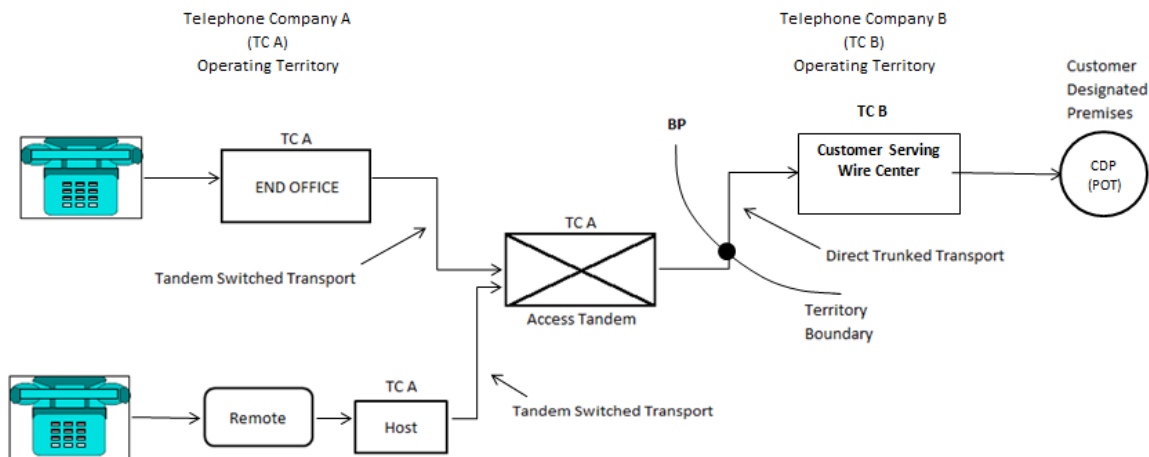 Telephone Company A
(TC A)
Operating Territory
Telephone Company B
(TC B)
Operating Territory
Customer
Designated
Premises
TC A
END OFFICE
BP
TC B
Customer Serving
Wire Center
CDP
(POT)
Tandem Switched Transport
TC A
Access Tandem
Direct Trunked Transport
Territory
Boundary
Remote
TC A
Host
Tandem Switched Transport